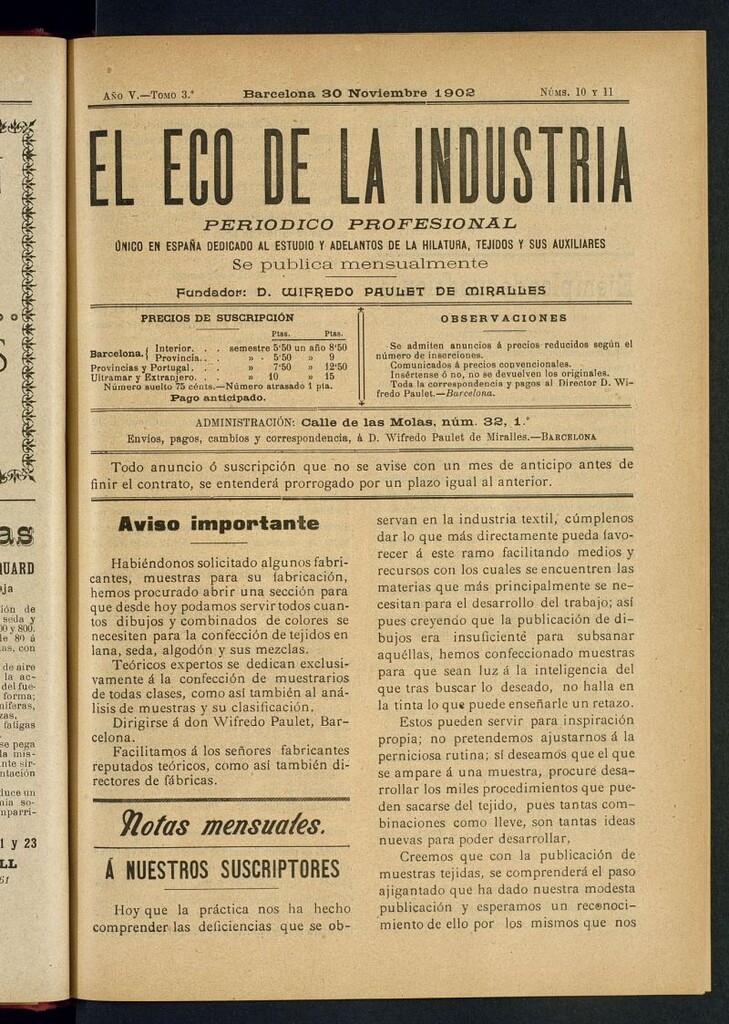 AÑO V.—TOMO 3.º Barcelona 30 Noviembre 1902 NÚMS. 10 Y 11
EL ECO DE LA INDUSTRIA
PERIODICO PROFESIONAL
ÚNICO EN ESPAÑA DEDICADO AL ESTUDIO Y ADELANTOS DE LA HILATURA, TEJIDOS Y SUS AUXILIARES
Se publica mensualmente
Fundador: D. WIFREDO PAULET DE MIRALLES
PRECIOS DE SUSCRIPCIÓN
Ptas. Ptas.
Barcelona. { Interior. . . semestre 5'50 un año 8'50
Provincia. . . » · 5'50 » 9
Provincias y Portugal. . . . » 7'50 » 12'50
Ultramar y Extranjero. . . . » 10 » 15
Número suelto 75 cénts.—Número atrasado 1 pta.
Pago anticipado.
OBSERVACIONES
Se admiten anuncios á precios reducidos según el
número de inserciones.
Comunicados á precios convencionales.
Insértense ó no, no se devuelven los originales.
Toda la correspondencia y pagos al Director D. Wi-
fredo Paulet.—Barcelona.
ADMINISTRACIÓN: Calle de las Molas, núm. 32, 1.º
Envios, pagos, cambios y correspondencia, á D. Wifredo Paulet de Miralles.—BARCELONA
Todo anuncio ó suscripción que no se avise con un mes de anticipo antes de
finir el contrato, se entenderá prorrogado por un plazo igual al anterior.
Aviso importante
Habiéndonos solicitado algunos fabri-
cantes, muestras para su fabricación,
hemos procurado abrir una sección para
que desde hoy podamos servir todos cuan-
tos dibujos y combinados de colores se
necesiten para la confección de tejidos en
lana, seda, algodón y sus mezclas.
Teóricos expertos se dedican exclusi-
vamente á la confección de muestrarios
de todas clases, como así también al aná-
lisis de muestras y su clasificación.
Dirigirse á don Wifredo Paulet, Bar-
celona.
Facilitamos á los señores fabricantes
reputados teóricos, como así también di-
rectores de fábricas.
Notas mensuales.
Á NUESTROS SUSCRIPTORES
Hoy que la práctica nos ha hecho
comprender las deficiencias que se ob-
servan en la industria textil, cúmplenos
dar lo que más directamente pueda favo-
recer á este ramo facilitando medios y
recursos con los cuales se encuentren las
materias que más principalmente se ne-
cesitan para el desarrollo del trabajo; así
pues creyendo que la publicación de di-
bujos era insuficiente para subsanar
aquéllas, hemos confeccionado muestras
para que sean luz á la inteligencia del
que tras buscar lo deseado, no halla en
la tinta lo que puede enseñarle un retazo.
Estos pueden servir para inspiración
propia; no pretendemos ajustarnos á la
perniciosa rutina; sí deseamos que el que
se ampare á una muestra, procure desa-
rrollar los miles procedimientos que pue-
den sacarse del tejido, pues tantas com-
binaciones como lleve, son tantas ideas
nuevas para poder desarrollar,
Creemos que con la publicación de
muestras tejidas, se comprenderá el paso
ajigantado que ha dado nuestra modesta
publicación y esperamos un reconoci-
miento de ello por los mismos que nos